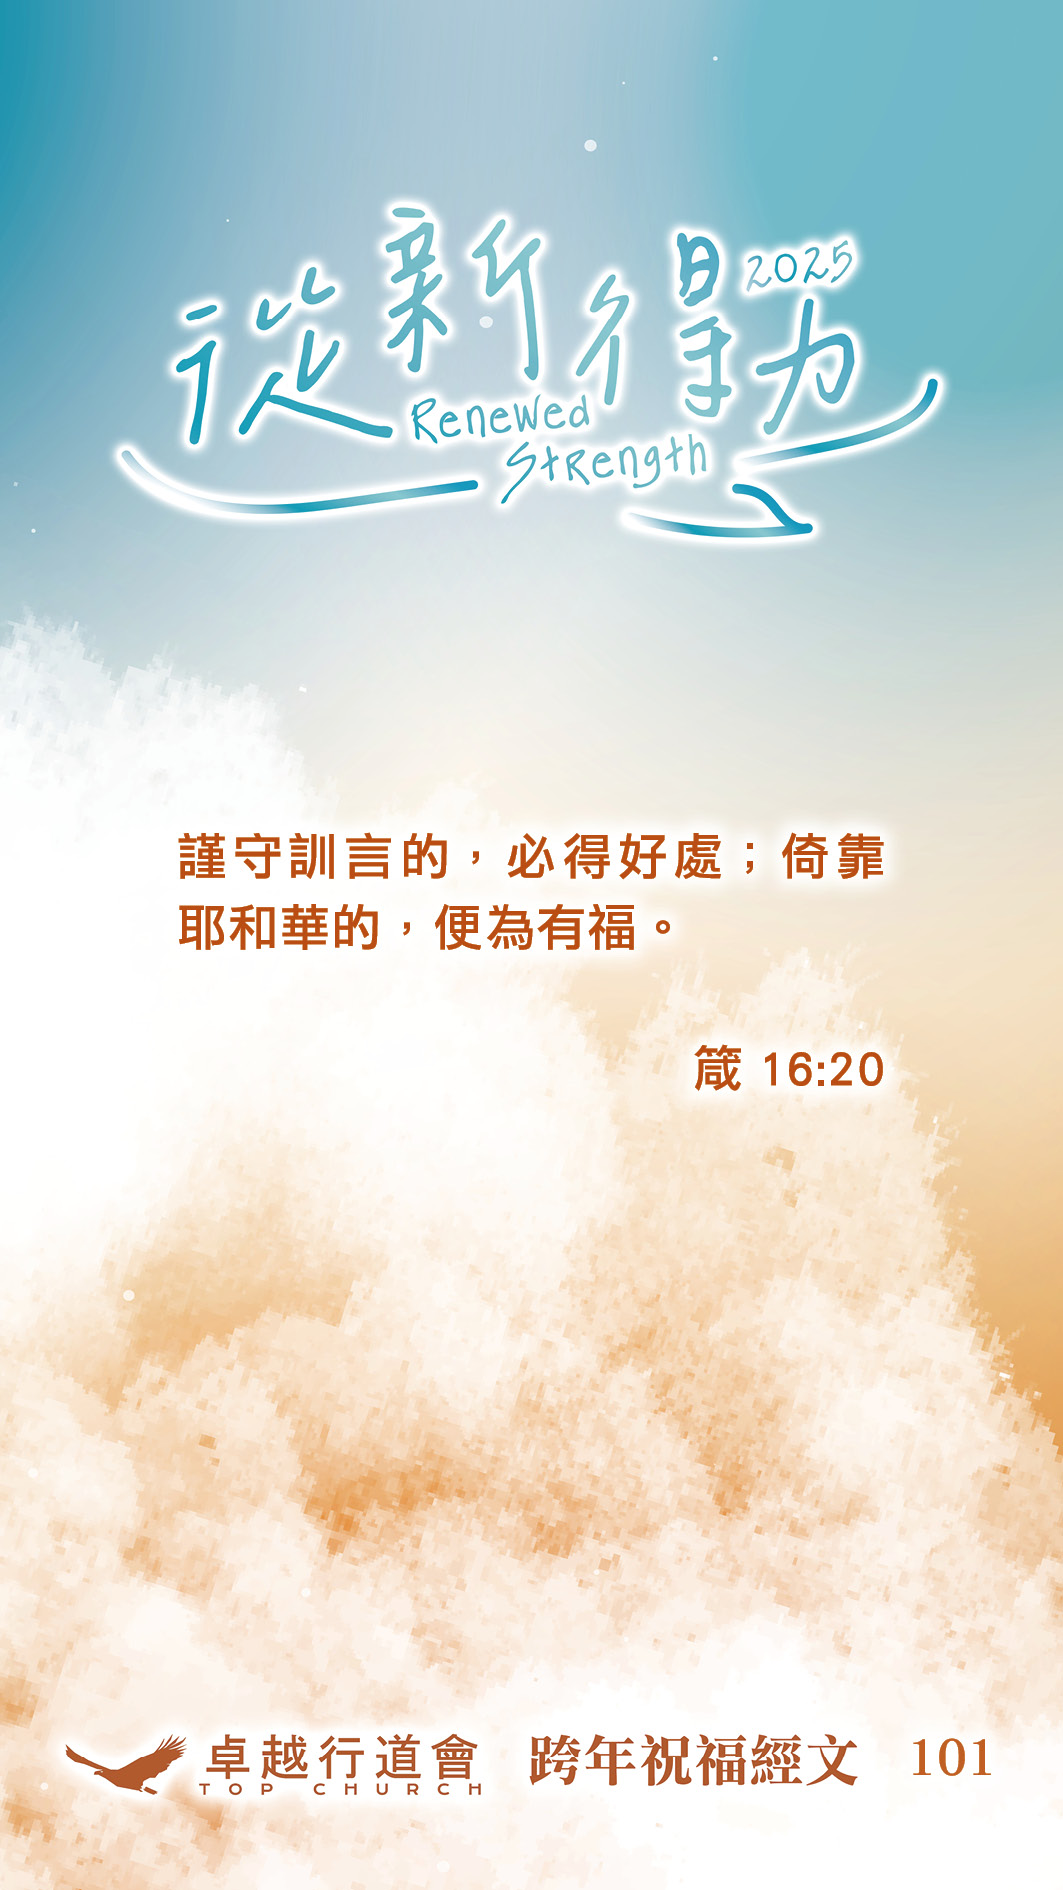 從新得力 2025
Renewed
Strength
謹守訓言的，必得好處；倚靠
耶和華的，便為有福。
箴 16:20
卓越行道會 跨年祝福經文 101
TOP CHURCH